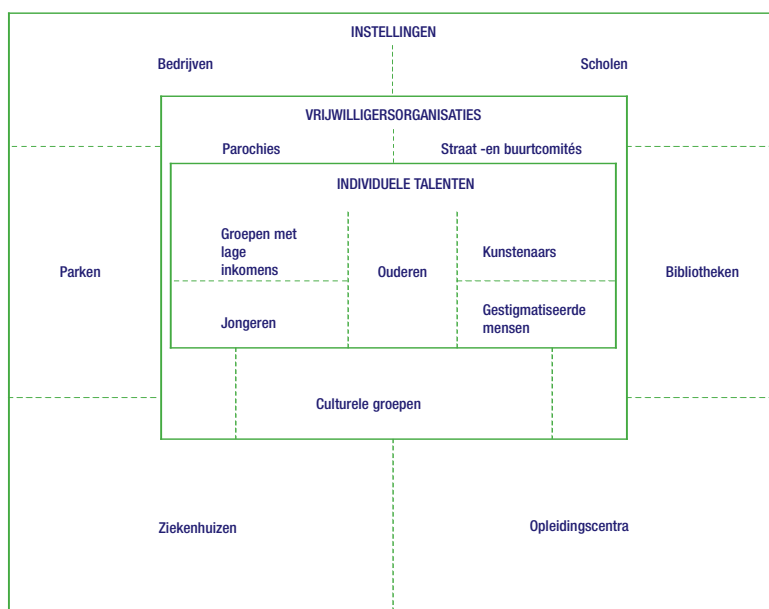 INSTELLINGEN
Bedrijven
Scholen
VRIJWILLIGERSORGANISATIES
Parochies
Straat -en buurtcomités
INDIVIDUELE TALENTEN
Groepen met
lage
inkomens
Ouderen
Kunstenaars
Parken
Bibliotheken
Jongeren
Gestigmatiseerde
mensen
Culturele groepen
Ziekenhuizen
Opleidingscentra